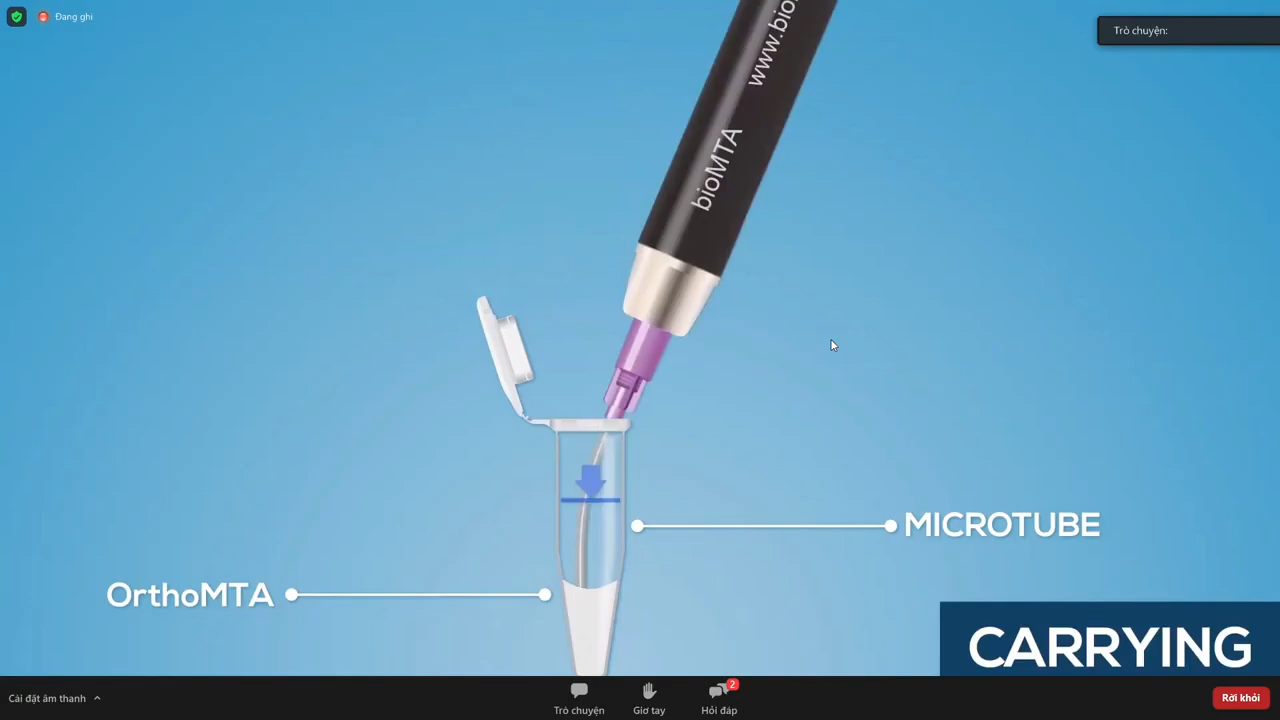 Đang ghi
Trò chuyện:
www.bio
bioMTA
MICROTUBE
OrthoMTA
CARRYING
Cài đặt âm thanh
Trò chuyện
Giơ tay
2
Hỏi đáp
Rời khỏi